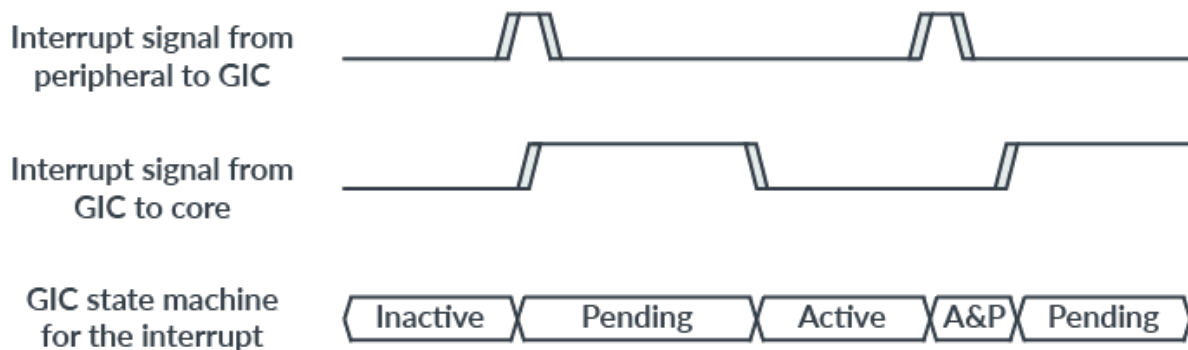 Interrupt signal from
peripheral to GIC
Interrupt signal from
GIC to core
GIC state machine
for the interrupt
Inactive
Pending
Active
A&P
Pending